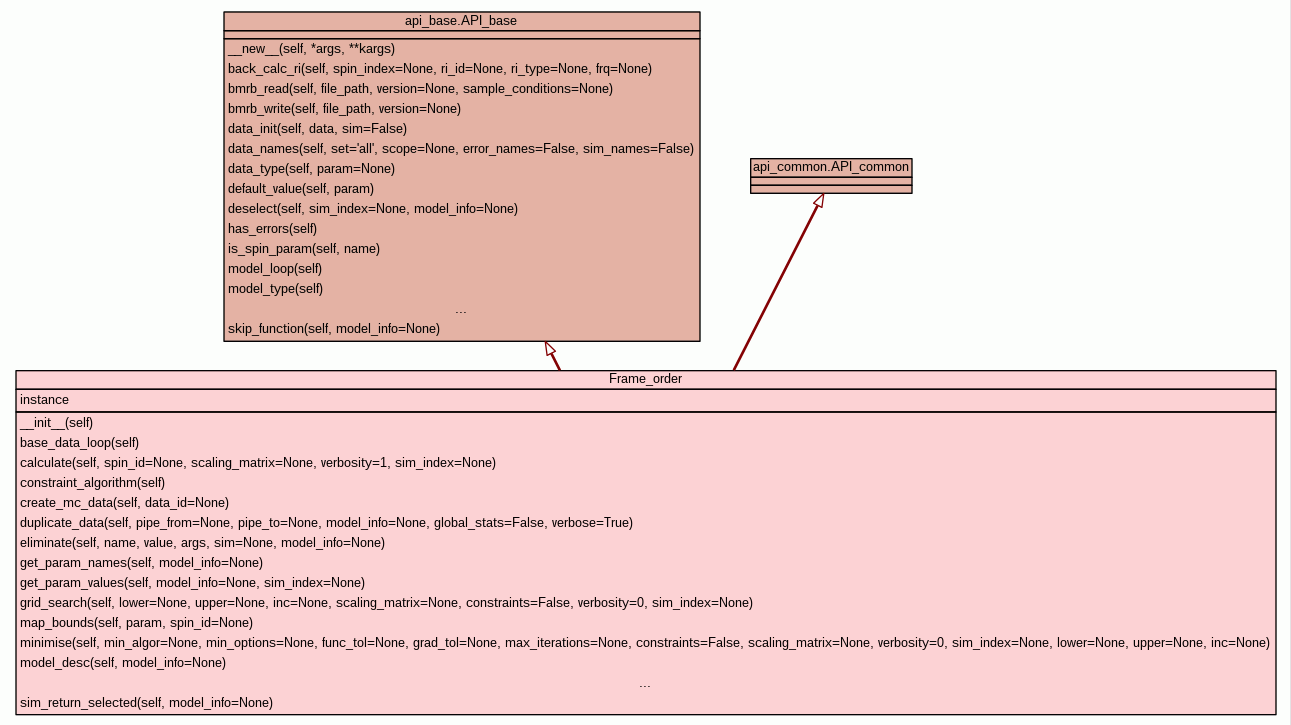 api_base.API_base
__new__(self, *args, **kargs)
back_calc_ri(self, spin_index=None, ri_id=None, ri_type=None, frq=None)
bmrb_read(self, file_path, version=None, sample_conditions=None)
bmrb_write(self, file_path, version=None)
data_init(self, data, sim=False)
data_names(self, set='all', scope=None, error_names=False, sim_names=False)
data_type(self, param=None)
default_value(self, param)
deselect(self, sim_index=None, model_info=None)
has_errors(self)
is_spin_param(self, name)
model_loop(self)
model_type(self)
...
skip_function(self, model_info=None)
api_common.API_common
Frame_order
instance
__init__(self)
base_data_loop(self)
calculate(self, spin_id=None, scaling_matrix=None, verbosity=1, sim_index=None)
constraint_algorithm(self)
create_mc_data(self, data_id=None)
duplicate_data(self, pipe_from=None, pipe_to=None, model_info=None, global_stats=False, verbose=True)
eliminate(self, name, value, args, sim=None, model_info=None)
get_param_names(self, model_info=None)
get_param_values(self, model_info=None, sim_index=None)
grid_search(self, lower=None, upper=None, inc=None, scaling_matrix=None, constraints=False, verbosity=0, sim_index=None)
map_bounds(self, param, spin_id=None)
minimise(self, min_algor=None, min_options=None, func_tol=None, grad_tol=None, max_iterations=None, constraints=False, scaling_matrix=None, verbosity=0, sim_index=None, lower=None, upper=None, inc=None)
model_desc(self, model_info=None)
...
sim_return_selected(self, model_info=None)